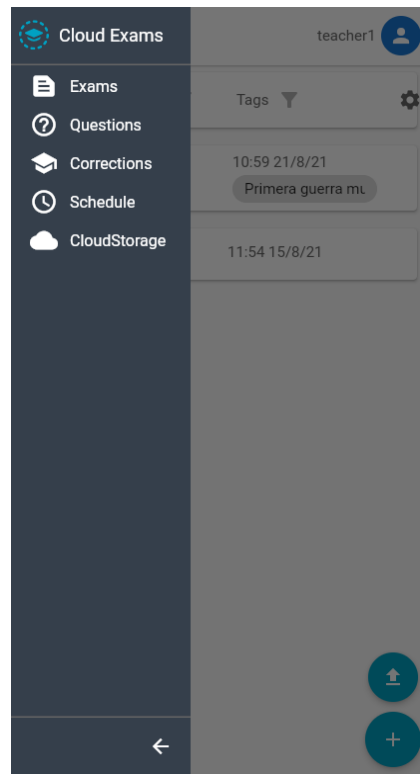 Cloud Exams
teacher1
Exams
Tags
Questions
Corrections
10:59 21/8/21
Primera guerra mu
Schedule
CloudStorage
11:54 15/8/21